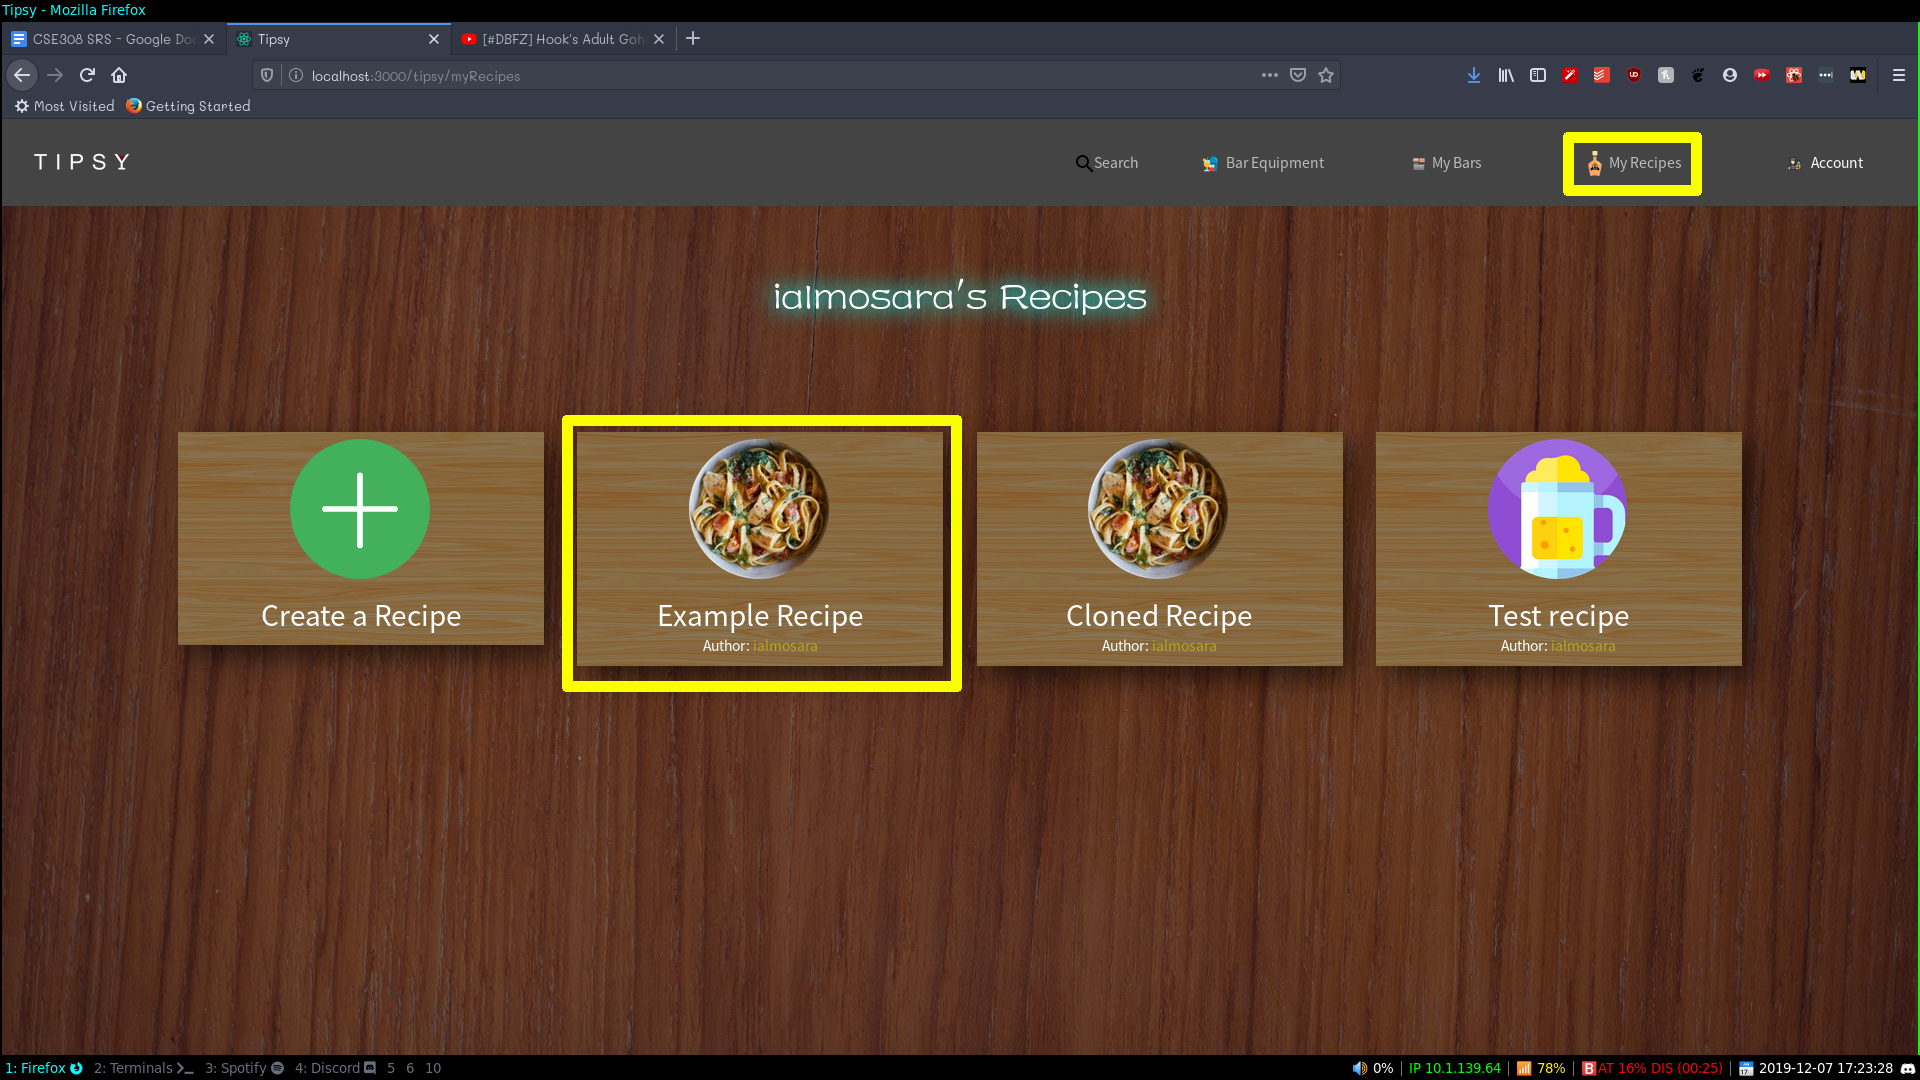 Tipsy - Mozilla Firefox
CSE308 SRS - Google Doc
Tipsy
[#DBFZ] Hook's Adult Goh
localhost:3000/tipsy/myRecipes
Most Visited
Getting Started
TIPSY
Search
Bar Equipment
My Bars
My Recipes
Account
ialmosara's Recipes
Create a Recipe
Example Recipe
Author: ialmosara
Cloned Recipe
Author: ialmosara
Test recipe
Author: ialmosara
1: Firefox
2: Terminals
3: Spotify
4: Discord
5
6
10
0%
IP 10.1.139.64
78%
BAT 16% DIS (00:25)
2019-12-07 17:23:28